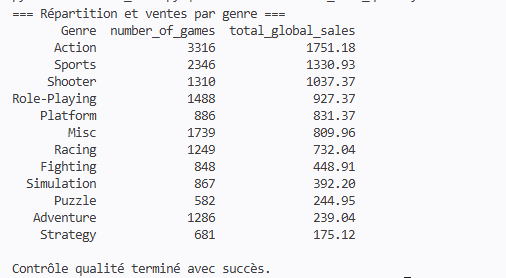 === Répartition et ventes par genre ===
Genre number_of_games total_global_sales
Action 3316 1751.18
Sports 2346 1330.93
Shooter 1310 1037.37
Role-Playing 1488 927.37
Platform 886 831.37
Misc 1739 809.96
Racing 1249 732.04
Fighting 848 448.91
Simulation 867 392.20
Puzzle 582 244.95
Adventure 1286 239.04
Strategy 681 175.12
Contrôle qualité terminé avec succès.